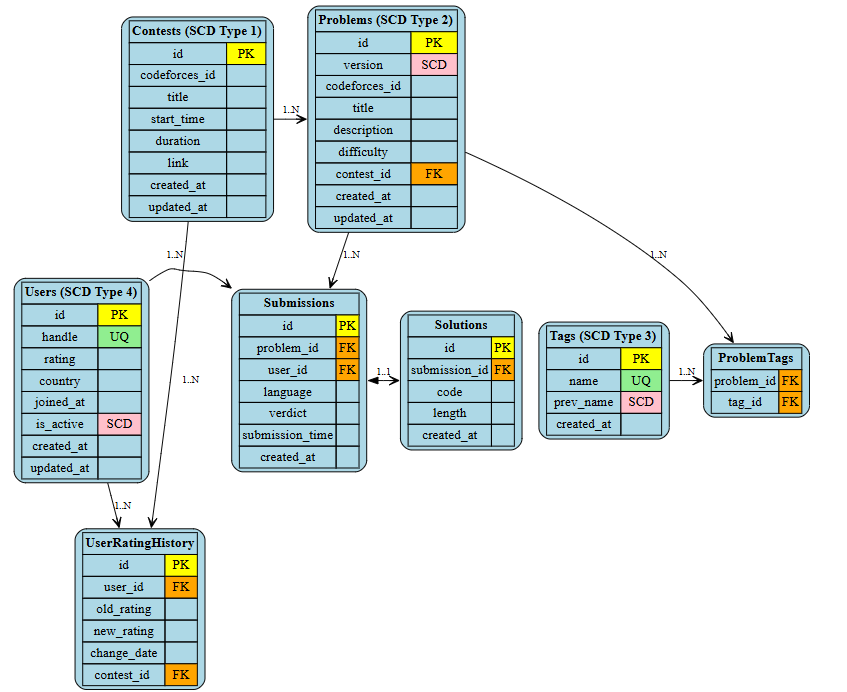 Contests (SCD Type 1)
id PK
codeforces_id
title
start_time
duration
link
created_at
updated_at
1..N
Problems (SCD Type 2)
id PK
version SCD
codeforces_id
title
description
difficulty
contest_id FK
created_at
updated_at
1..N
1..N
1..N
1..N
Users (SCD Type 4)
id PK
handle UQ
rating
country
joined_at
is_active SCD
created_at
updated_at
1..N
Submissions
id PK
problem_id FK
user_id FK
language
verdict
submission_time
created_at
1..1
Solutions
id PK
submission_id FK
code
length
created_at
Tags (SCD Type 3)
id PK
name UQ
prev_name SCD
created_at
1..N
ProblemTags
problem_id FK
tag_id FK
UserRatingHistory
id PK
user_id FK
old_rating
new_rating
change_date
contest_id FK